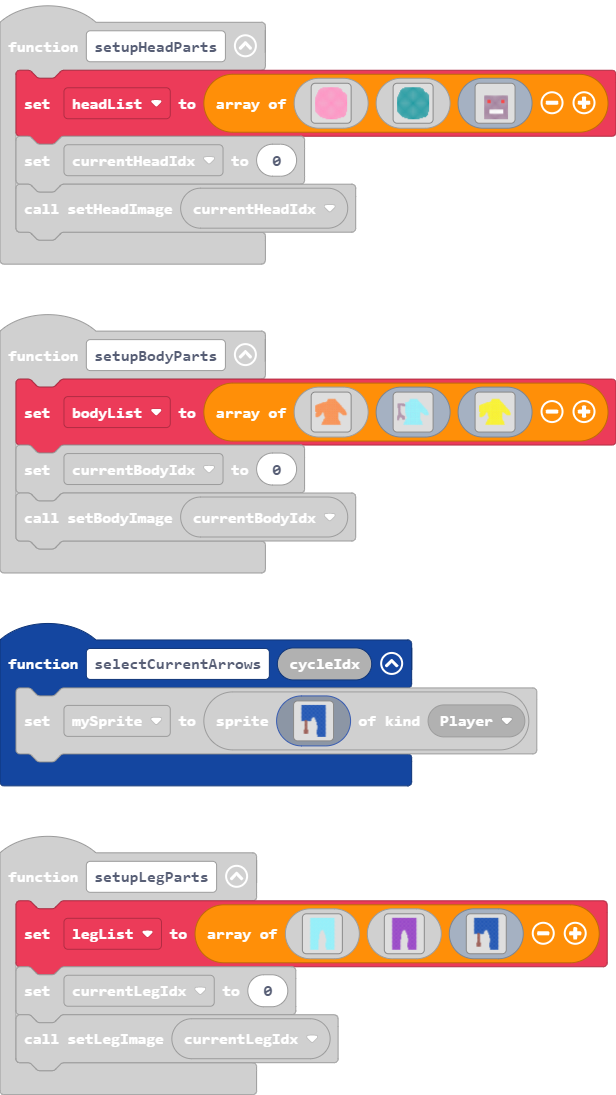 function setupHeadParts
set headList to array of
set currentHeadIdx to 0
call setHeadImage currentHeadIdx
function setupBodyParts
set bodyList to array of
set currentBodyIdx to 0
call setBodyImage currentBodyIdx
function selectCurrentArrows cycleIdx
set mySprite to sprite of kind Player
function setupLegParts
set legList to array of
set currentLegIdx to 0
call setLegImage currentLegIdx